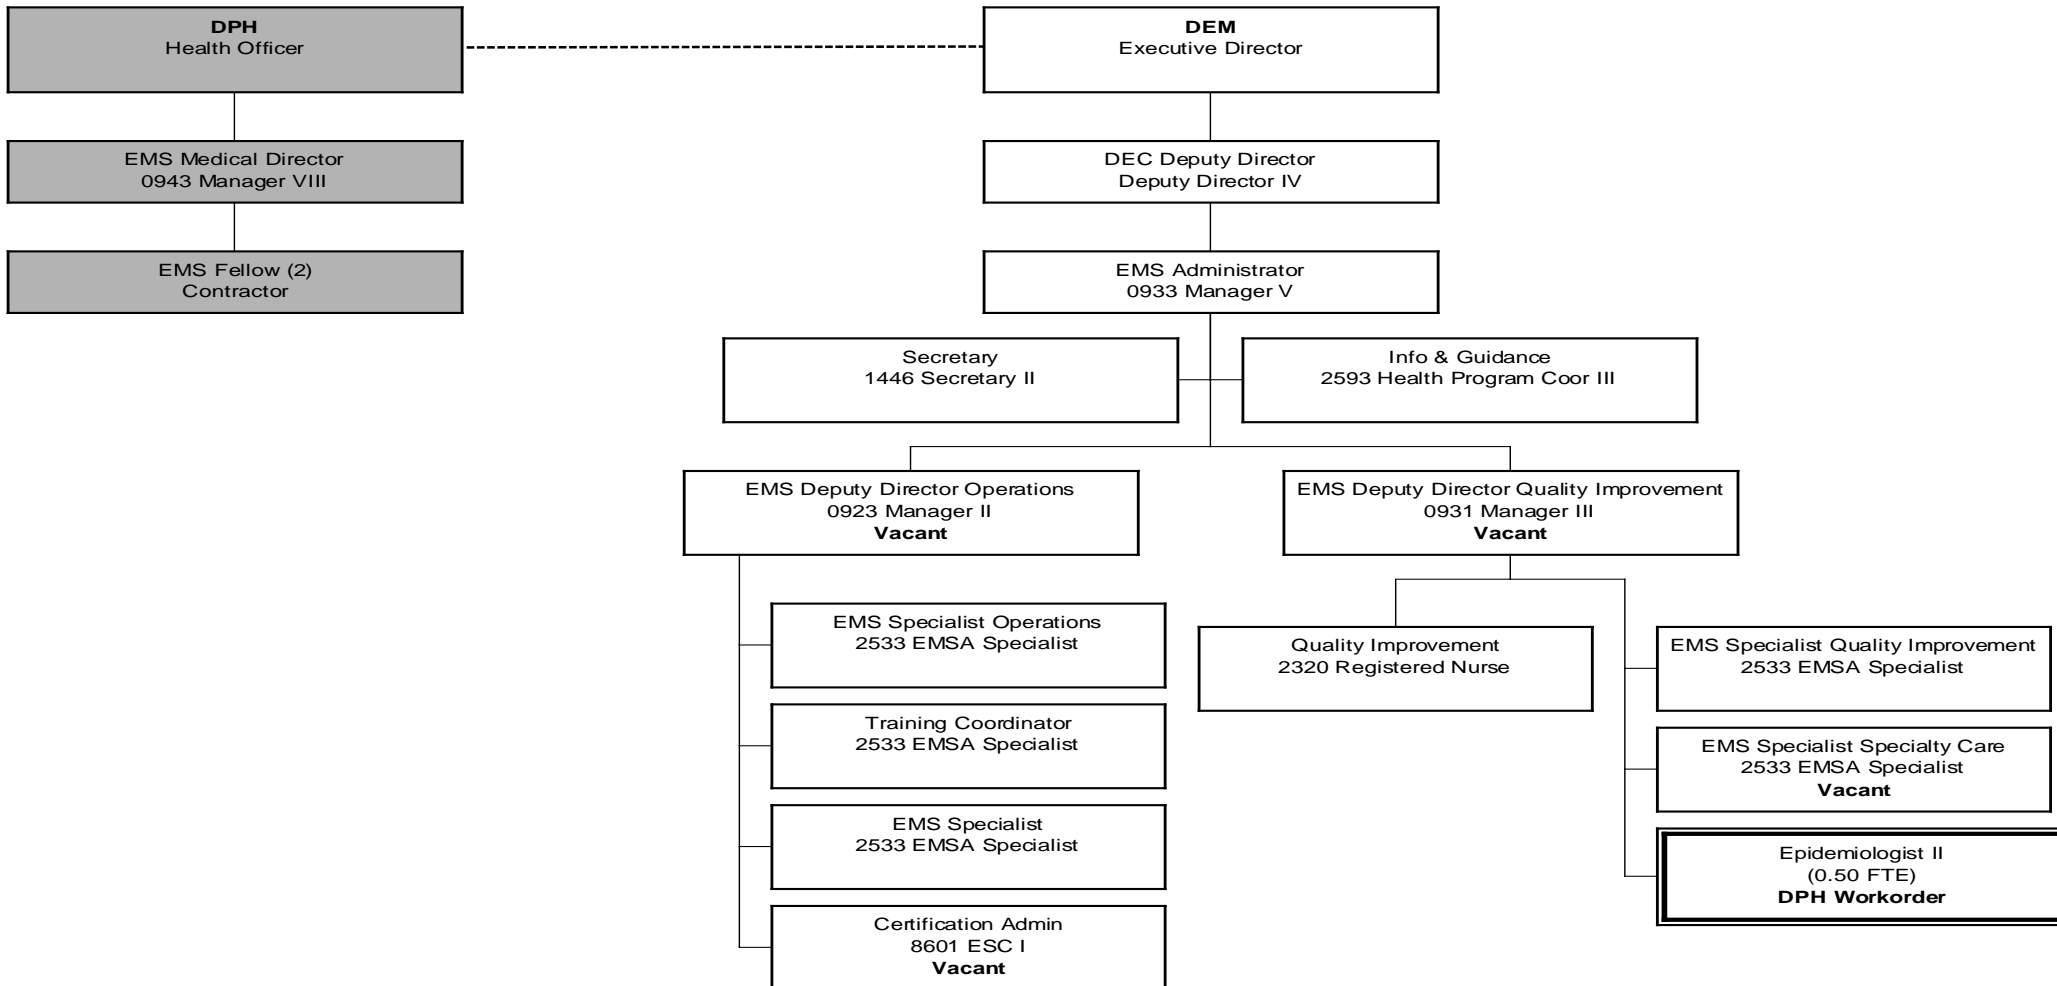 DPH
Health Officer
DEM
Executive Director
EMS Medical Director
0943 Manager VIII
DEC Deputy Director
Deputy Director IV
EMS Fellow (2)
Contractor
EMS Administrator
0933 Manager V
Secretary
1446 Secretary II
Info & Guidance
2593 Health Program Coor III
EMS Deputy Director Operations
0923 Manager II
Vacant
EMS Deputy Director Quality Improvement
0931 Manager III
Vacant
EMS Specialist Operations
2533 EMSA Specialist
Training Coordinator
2533 EMSA Specialist
EMS Specialist
2533 EMSA Specialist
Certification Admin
8601 ESC I
Vacant
Quality Improvement
2320 Registered Nurse
EMS Specialist Quality Improvement
2533 EMSA Specialist
EMS Specialist Specialty Care
2533 EMSA Specialist
Vacant
Epidemiologist II
(0.50 FTE)
DPH Workorder